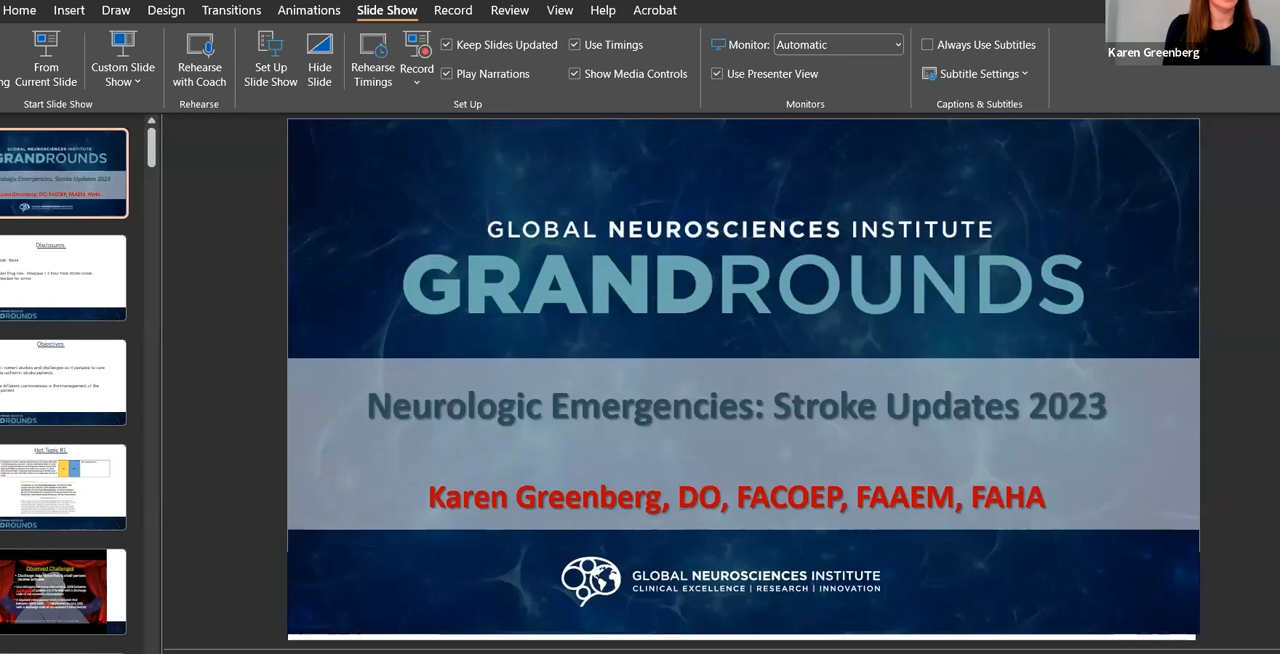 Home Insert Draw Design Transitions Animations Slide Show Record Review View Help Acrobat
From Current Slide
Custom Slide Show
Rehearse with Coach
Set Up Slide Show
Hide Slide
Rehearse Timings
Record
Keep Slides Updated
Play Narrations
Use Timings
Show Media Controls
Monitor: Automatic
Use Presenter View
Always Use Subtitles
Subtitle Settings
Start Slide Show
Rehearse
Set Up
Monitors
Captions & Subtitles
Karen Greenberg
GLOBAL NEUROSCIENCES INSTITUTE
GRANDROUNDS
Disclosures
Objectives
Hot Topic #1
Observed Challenges
GLOBAL NEUROSCIENCES INSTITUTE
GRANDROUNDS
Neurologic Emergencies: Stroke Updates 2023
Karen Greenberg, DO, FACOEP, FAAEM, FAHA
GLOBAL NEUROSCIENCES INSTITUTE
CLINICAL EXCELLENCE | RESEARCH | INNOVATION